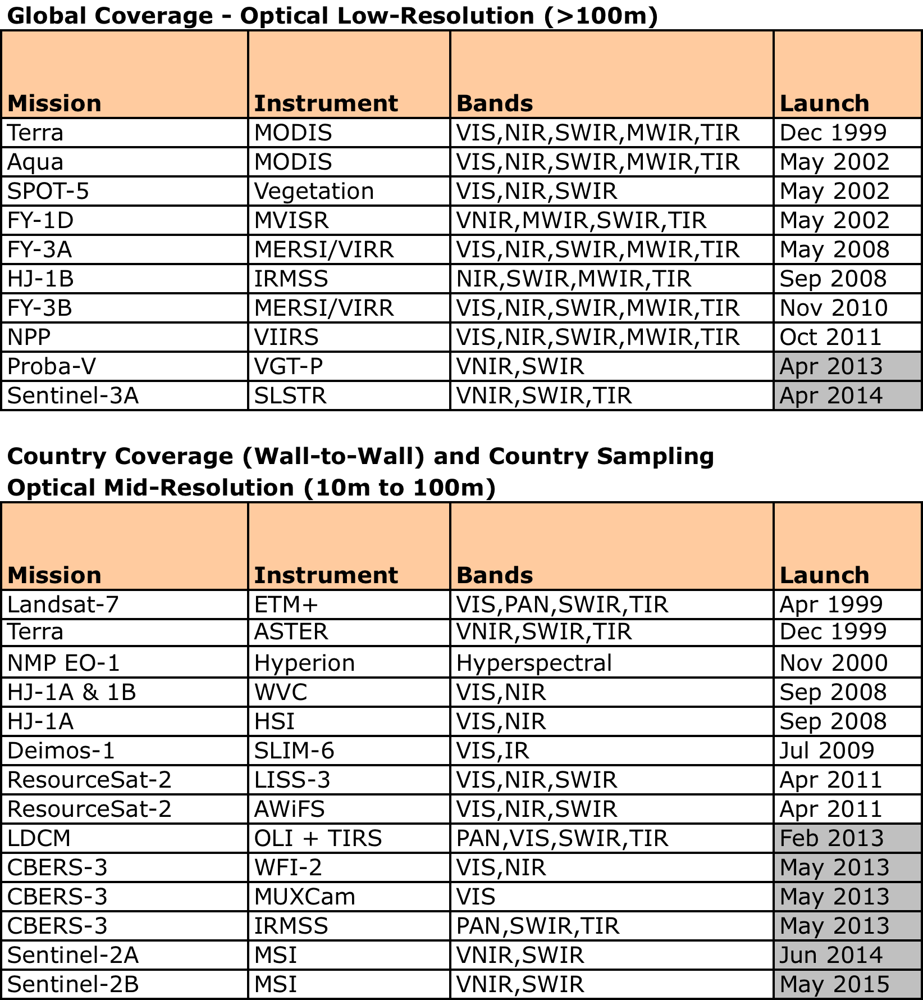 Global Coverage - Optical Low-Resolution (>100m)
Mission Instrument Bands Launch
Terra MODIS VIS,NIR,SWIR,MWIR,TIR Dec 1999
Aqua MODIS VIS,NIR,SWIR,MWIR,TIR May 2002
SPOT-5 Vegetation VIS,NIR,SWIR May 2002
FY-1D MVISR VNIR,MWIR,SWIR,TIR May 2002
FY-3A MERSI/VIRR VIS,NIR,SWIR,MWIR,TIR May 2008
HJ-1B IRMSS NIR,SWIR,MWIR,TIR Sep 2008
FY-3B MERSI/VIRR VIS,NIR,SWIR,MWIR,TIR Nov 2010
NPP VIIRS VIS,NIR,SWIR,MWIR,TIR Oct 2011
Proba-V VGT-P VNIR,SWIR Apr 2013
Sentinel-3A SLSTR VNIR,SWIR,TIR Apr 2014
Country Coverage (Wall-to-Wall) and Country Sampling
Optical Mid-Resolution (10m to 100m)
Mission Instrument Bands Launch
Landsat-7 ETM+ VIS,PAN,SWIR,TIR Apr 1999
Terra ASTER VNIR,SWIR,TIR Dec 1999
NMP EO-1 Hyperion Hyperspectral Nov 2000
HJ-1A & 1B WVC VIS,NIR Sep 2008
HJ-1A HSI VIS,NIR Sep 2008
Deimos-1 SLIM-6 VIS,IR Jul 2009
ResourceSat-2 LISS-3 VIS,NIR,SWIR Apr 2011
ResourceSat-2 AWiFS VIS,NIR,SWIR Apr 2011
LDCM OLI + TIRS PAN,VIS,SWIR,TIR Feb 2013
CBERS-3 WFI-2 VIS,NIR May 2013
CBERS-3 MUXCam VIS May 2013
CBERS-3 IRMSS PAN,SWIR,TIR May 2013
Sentinel-2A MSI VNIR,SWIR Jun 2014
Sentinel-2B MSI VNIR,SWIR May 2015